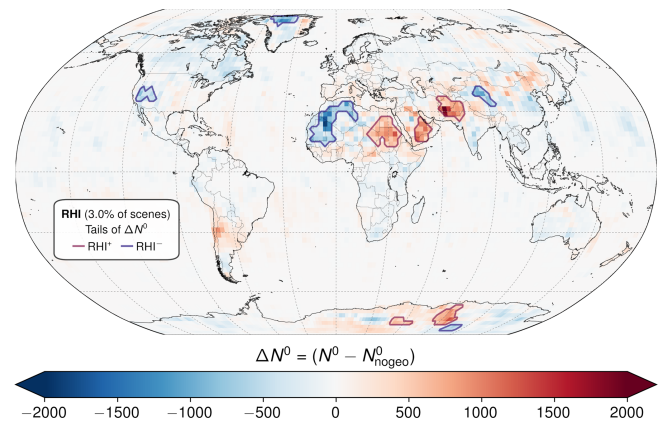 RHI (3.0% of scenes)
Tails of ΔN⁰
RHI⁺ RHI⁻
ΔN⁰ = (N⁰ − N⁰nogeo)
−2000 −1500 −1000 −500 0 500 1000 1500 2000